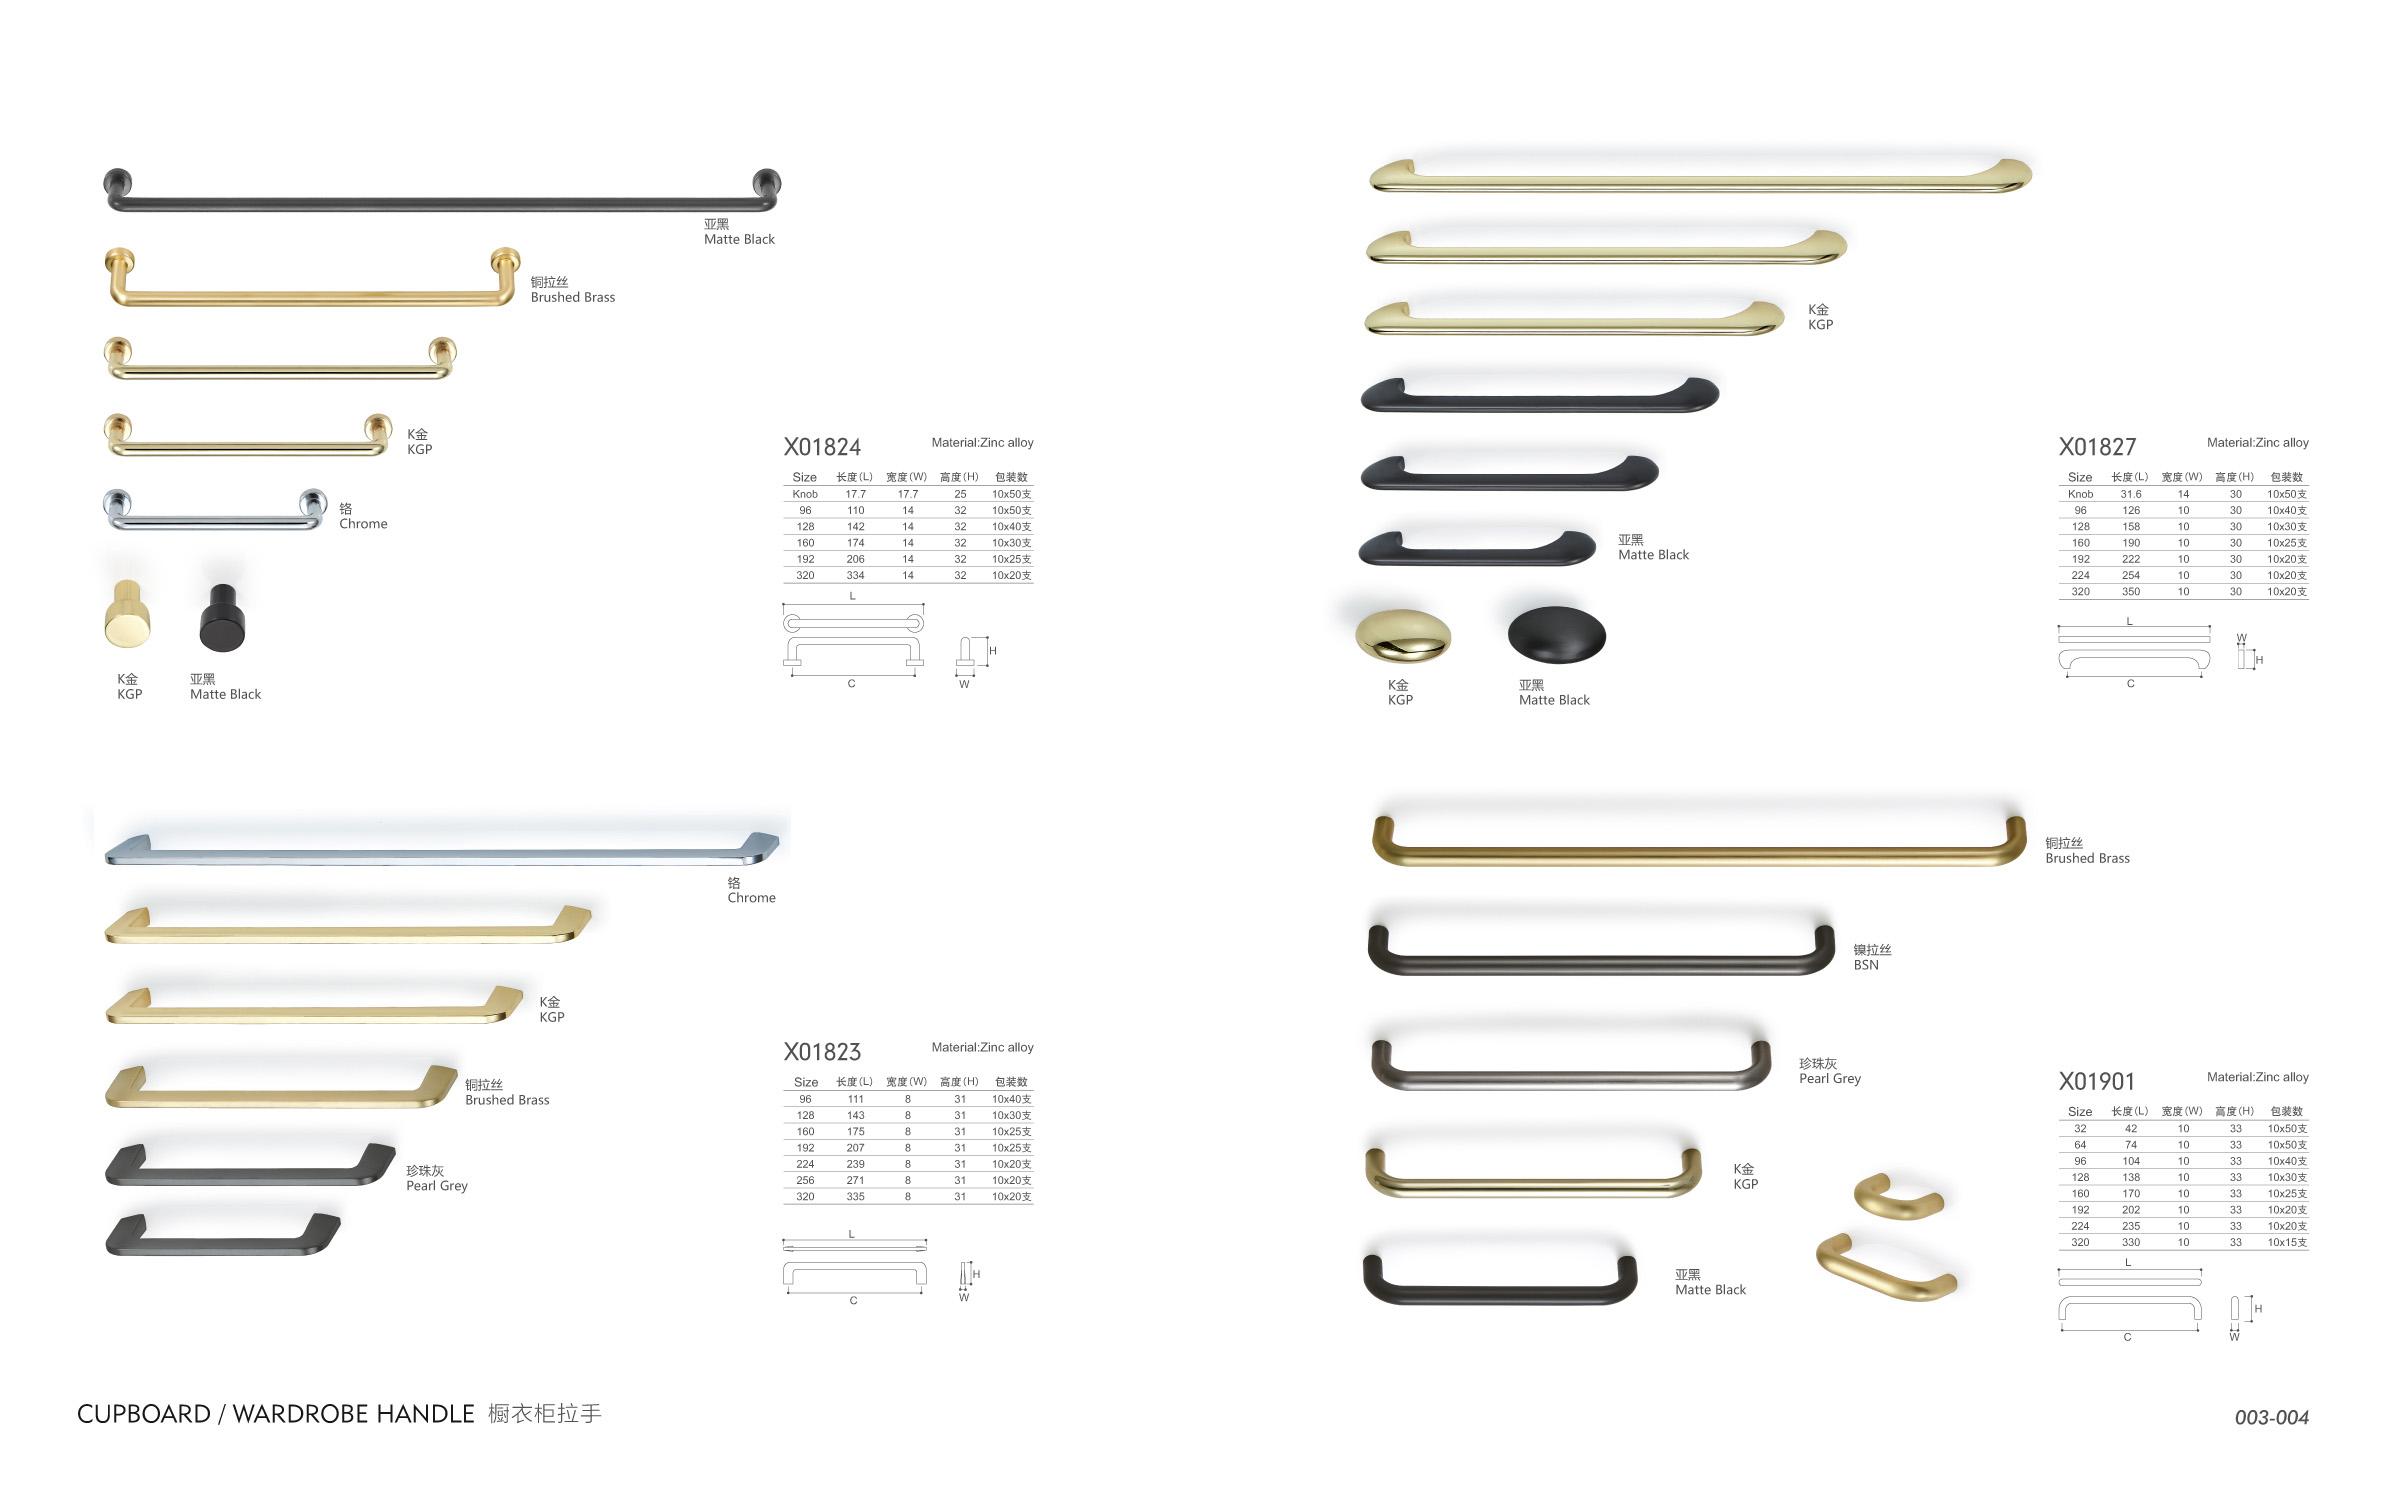 亚黑
Matte Black
铜拉丝
Brushed Brass
K金
KGP
铬
Chrome
K金
KGP
亚黑
Matte Black
X01824 Material:Zinc alloy
Size 长度(L) 宽度(W) 高度(H) 包装数
Knob 17.7 17.7 25 10x50支
96 110 14 32 10x50支
128 142 14 32 10x40支
160 174 14 32 10x30支
192 206 14 32 10x25支
320 334 14 32 10x20支
L
H
C W
K金
KGP
亚黑
Matte Black
K金
KGP
亚黑
Matte Black
X01827 Material:Zinc alloy
Size 长度(L) 宽度(W) 高度(H) 包装数
Knob 31.6 14 30 10x50支
96 126 10 30 10x40支
128 158 10 30 10x30支
160 190 10 30 10x25支
192 222 10 30 10x20支
224 254 10 30 10x20支
320 350 10 30 10x20支
L
W
H
C
铬
Chrome
K金
KGP
铜拉丝
Brushed Brass
珍珠灰
Pearl Grey
X01823 Material:Zinc alloy
Size 长度(L) 宽度(W) 高度(H) 包装数
96 111 8 31 10x40支
128 143 8 31 10x30支
160 175 8 31 10x25支
192 207 8 31 10x25支
224 239 8 31 10x20支
256 271 8 31 10x20支
320 335 8 31 10x20支
L
H
C W
铜拉丝
Brushed Brass
镍拉丝
BSN
珍珠灰
Pearl Grey
K金
KGP
亚黑
Matte Black
X01901 Material:Zinc alloy
Size 长度(L) 宽度(W) 高度(H) 包装数
32 42 10 33 10x50支
64 74 10 33 10x50支
96 104 10 33 10x40支
128 138 10 33 10x30支
160 170 10 33 10x25支
192 202 10 33 10x20支
224 235 10 33 10x20支
320 330 10 33 10x15支
L
H
C W
CUPBOARD / WARDROBE HANDLE 橱衣柜拉手
003-004